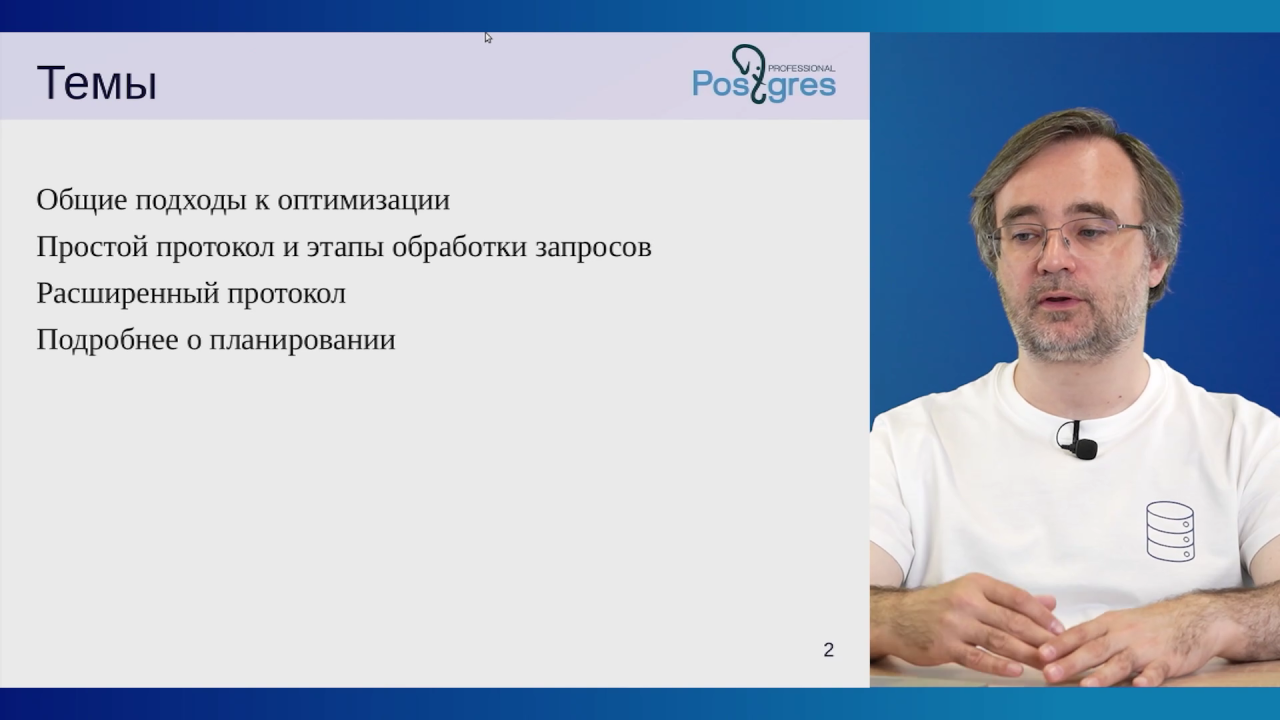 Темы
PROFESSIONAL
Postgres
Общие подходы к оптимизации
Простой протокол и этапы обработки запросов
Расширенный протокол
Подробнее о планировании
2